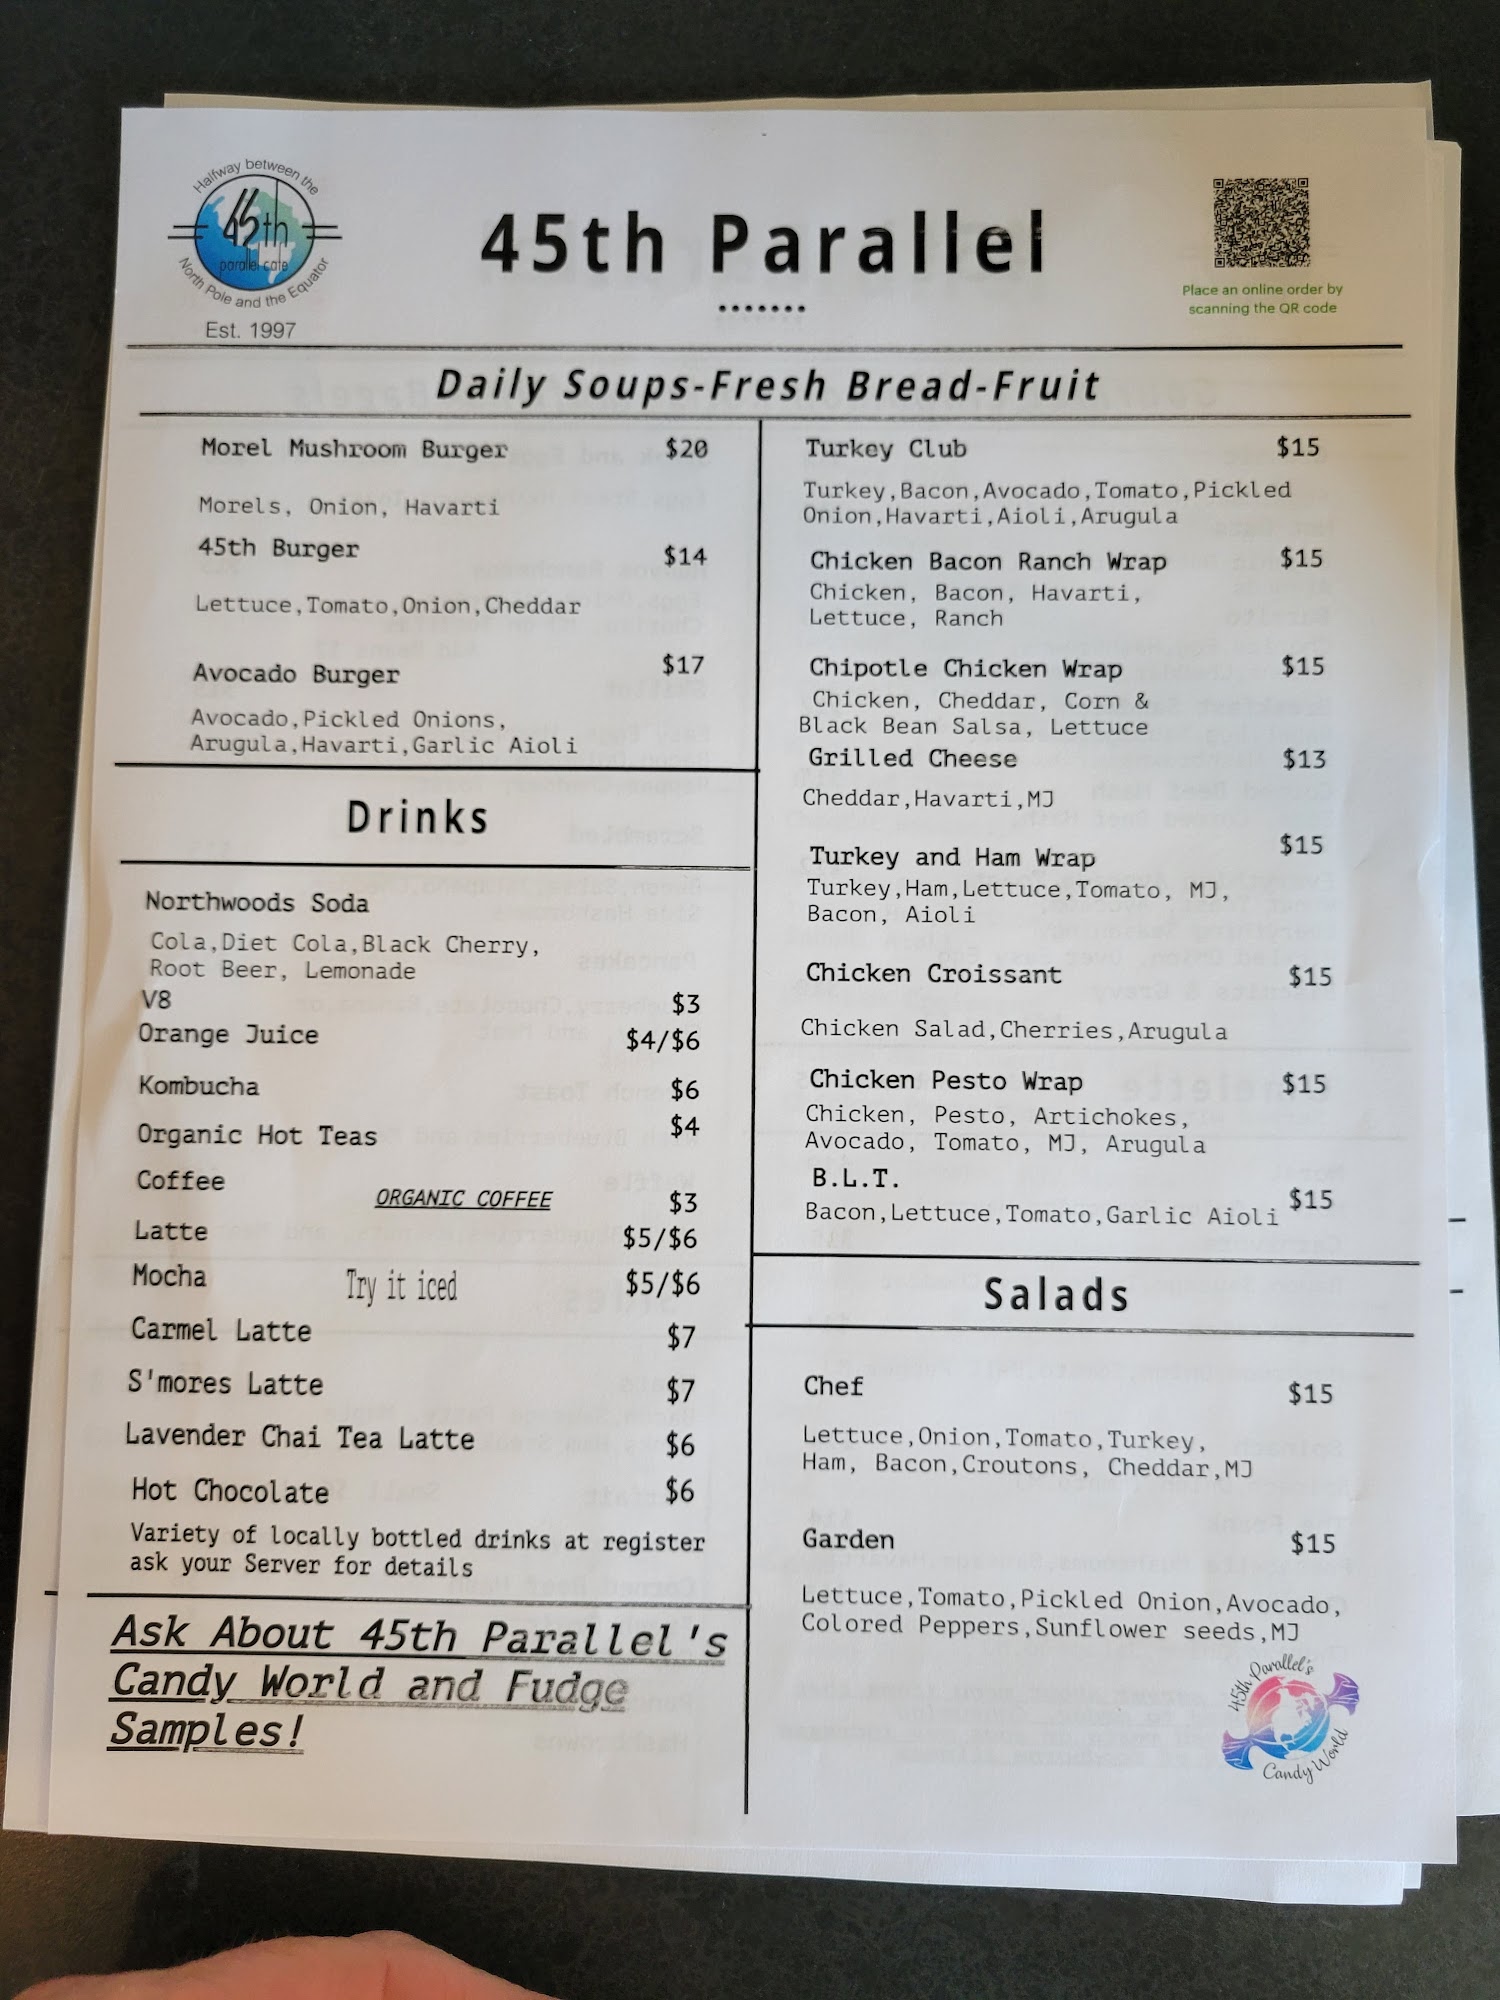 Halfway between the
45th
parallel cafe
North Pole and the Equator
Est. 1997
45th Parallel
Place an online order by
scanning the QR code
Daily Soups-Fresh Bread-Fruit
Morel Mushroom Burger $20
Morels, Onion, Havarti
45th Burger $14
Lettuce,Tomato,Onion,Cheddar
Avocado Burger $17
Avocado,Pickled Onions,
Arugula,Havarti,Garlic Aioli
Drinks
Northwoods Soda
Cola,Diet Cola,Black Cherry,
Root Beer, Lemonade
V8 $3
Orange Juice $4/$6
Kombucha $6
Organic Hot Teas $4
Coffee ORGANIC COFFEE $3
Latte $5/$6
Mocha Try it iced $5/$6
Carmel Latte $7
S'mores Latte $7
Lavender Chai Tea Latte $6
Hot Chocolate $6
Variety of locally bottled drinks at register
ask your Server for details
Ask About 45th Parallel's
Candy World and Fudge
Samples!
Turkey Club $15
Turkey,Bacon,Avocado,Tomato,Pickled
Onion,Havarti,Aioli,Arugula
Chicken Bacon Ranch Wrap $15
Chicken, Bacon, Havarti,
Lettuce, Ranch
Chipotle Chicken Wrap $15
Chicken, Cheddar, Corn &
Black Bean Salsa, Lettuce
Grilled Cheese $13
Cheddar,Havarti,MJ
Turkey and Ham Wrap $15
Turkey,Ham,Lettuce,Tomato, MJ,
Bacon, Aioli
Chicken Croissant $15
Chicken Salad,Cherries,Arugula
Chicken Pesto Wrap $15
Chicken, Pesto, Artichokes,
Avocado, Tomato, MJ, Arugula
B.L.T. $15
Bacon,Lettuce,Tomato,Garlic Aioli
Salads
Chef $15
Lettuce,Onion,Tomato,Turkey,
Ham, Bacon,Croutons, Cheddar,MJ
Garden $15
Lettuce,Tomato,Pickled Onion,Avocado,
Colored Peppers,Sunflower seeds,MJ
45th Parallel's
Candy World